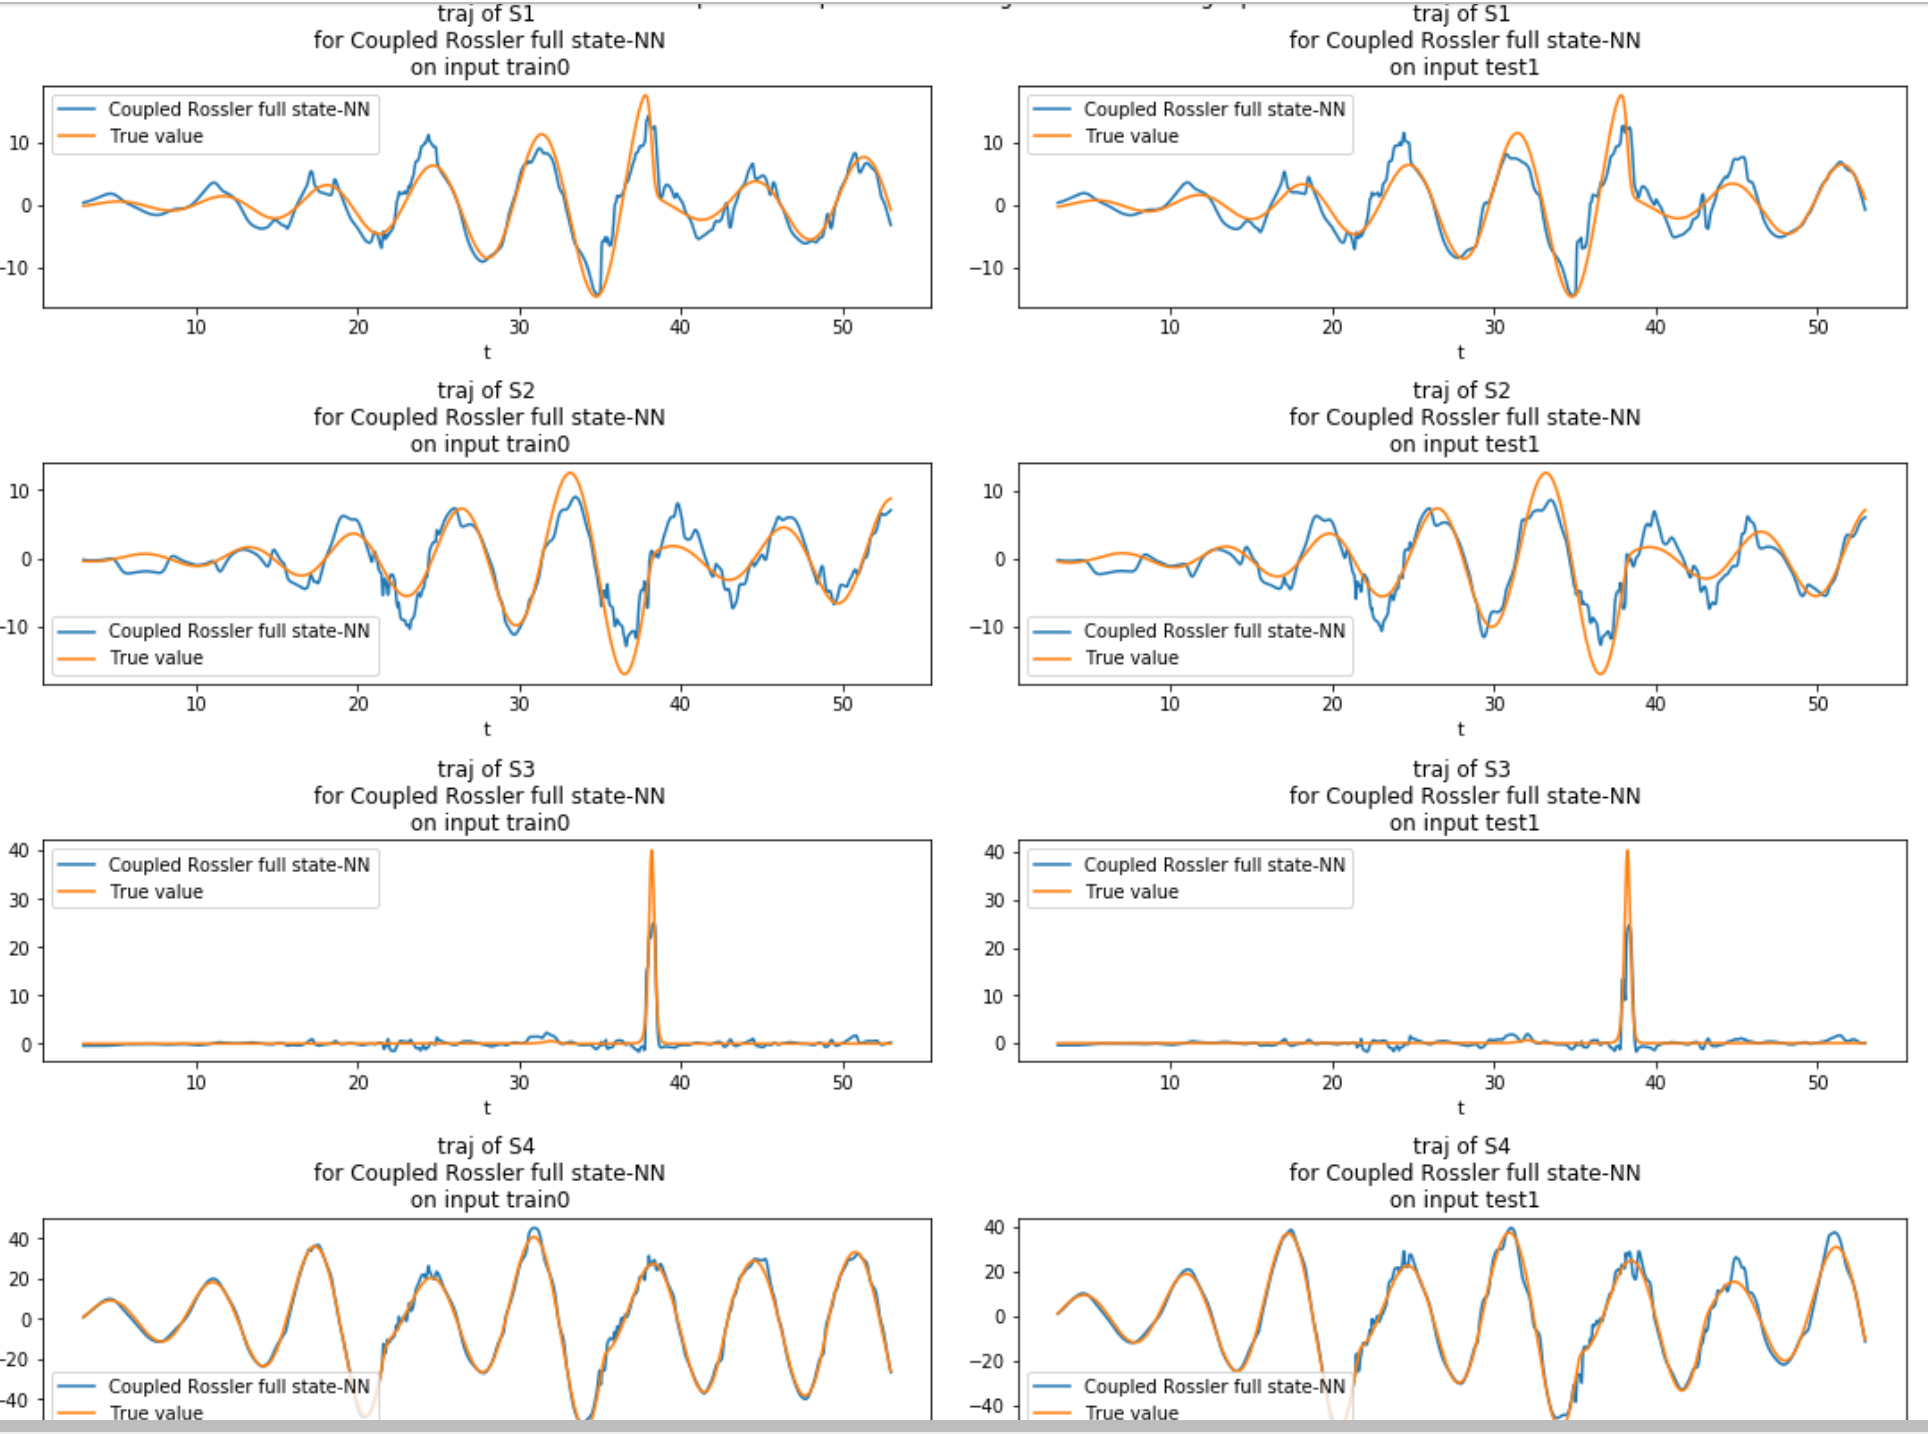 traj of S1
for Coupled Rossler full state-NN
on input train0
Coupled Rossler full state-NN
True value
10
0
−10
10 20 30 40 50
t
traj of S1
for Coupled Rossler full state-NN
on input test1
Coupled Rossler full state-NN
True value
10
0
−10
10 20 30 40 50
t
traj of S2
for Coupled Rossler full state-NN
on input train0
10
0
−10
Coupled Rossler full state-NN
True value
10 20 30 40 50
t
traj of S2
for Coupled Rossler full state-NN
on input test1
10
0
−10
Coupled Rossler full state-NN
True value
10 20 30 40 50
t
traj of S3
for Coupled Rossler full state-NN
on input train0
Coupled Rossler full state-NN
True value
40
30
20
10
0
10 20 30 40 50
t
traj of S3
for Coupled Rossler full state-NN
on input test1
Coupled Rossler full state-NN
True value
40
30
20
10
0
10 20 30 40 50
t
traj of S4
for Coupled Rossler full state-NN
on input train0
40
20
0
−20
−40
Coupled Rossler full state-NN
True value
traj of S4
for Coupled Rossler full state-NN
on input test1
40
20
0
−20
−40
Coupled Rossler full state-NN
True value